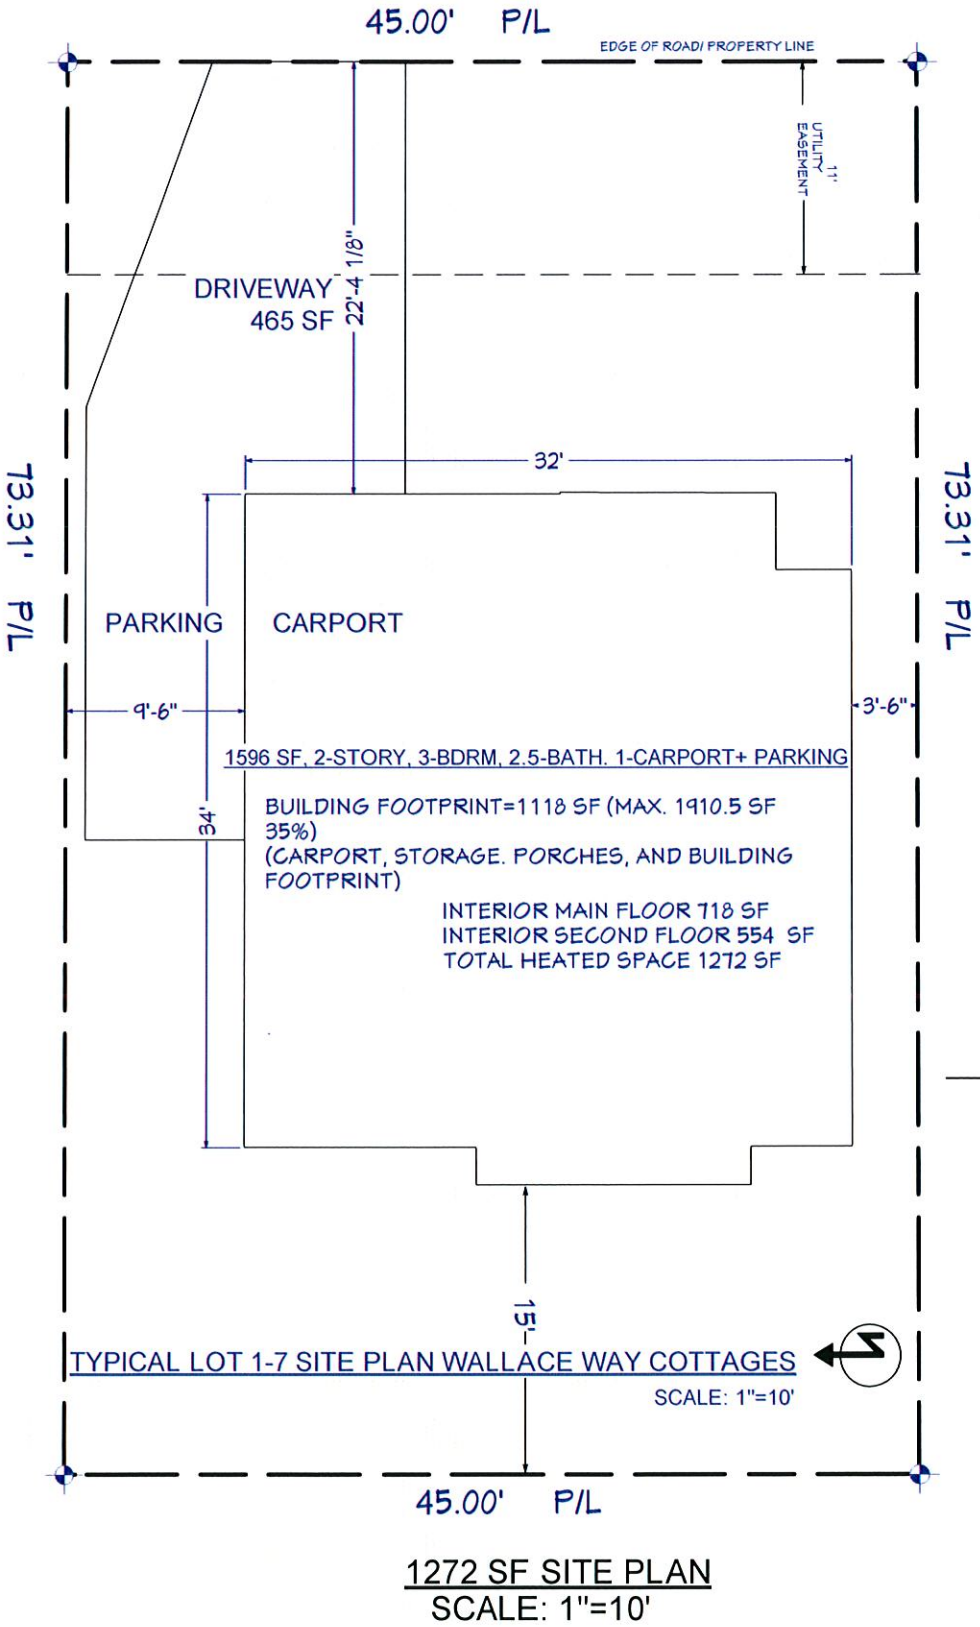 45.00' P/L
EDGE OF ROAD/ PROPERTY LINE
11'
UTILITY
EASEMENT
DRIVEWAY
465 SF
22'-4 1/8"
32'
73.31' P/L
73.31' P/L
PARKING
CARPORT
9'-6"
3'-6"
34'
1596 SF, 2-STORY, 3-BDRM, 2.5-BATH. 1-CARPORT+ PARKING
BUILDING FOOTPRINT=1118 SF (MAX. 1910.5 SF
35%)
(CARPORT, STORAGE. PORCHES, AND BUILDING
FOOTPRINT)
INTERIOR MAIN FLOOR 718 SF
INTERIOR SECOND FLOOR 554 SF
TOTAL HEATED SPACE 1272 SF
15'
TYPICAL LOT 1-7 SITE PLAN WALLACE WAY COTTAGES
N
SCALE: 1"=10'
45.00' P/L
1272 SF SITE PLAN
SCALE: 1"=10'